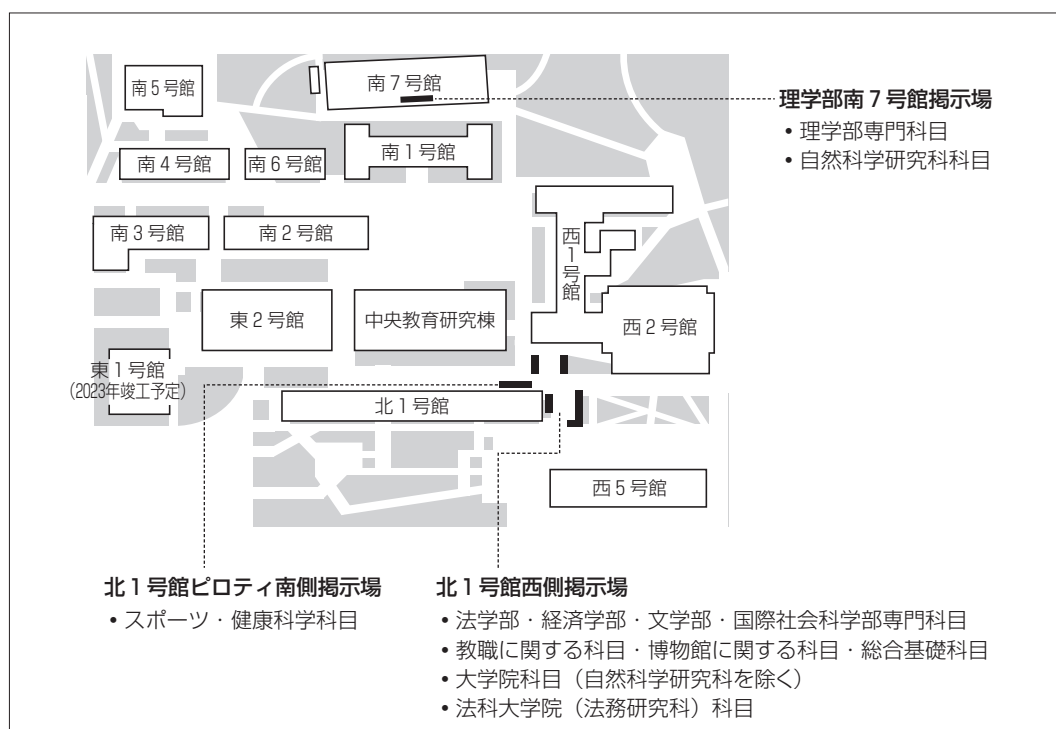 南5号館
南7号館
理学部南7号館掲示場
• 理学部専門科目
• 自然科学研究科科目
南4号館
南6号館
南1号館
南3号館
南2号館
西1号館
東2号館
中央教育研究棟
西2号館
東1号館
(2023年竣工予定)
北1号館
西5号館
北1号館ピロティ南側掲示場
• スポーツ・健康科学科目
北1号館西側掲示場
• 法学部・経済学部・文学部・国際社会科学部専門科目
• 教職に関する科目・博物館に関する科目・総合基礎科目
• 大学院科目（自然科学研究科を除く）
• 法科大学院（法務研究科）科目